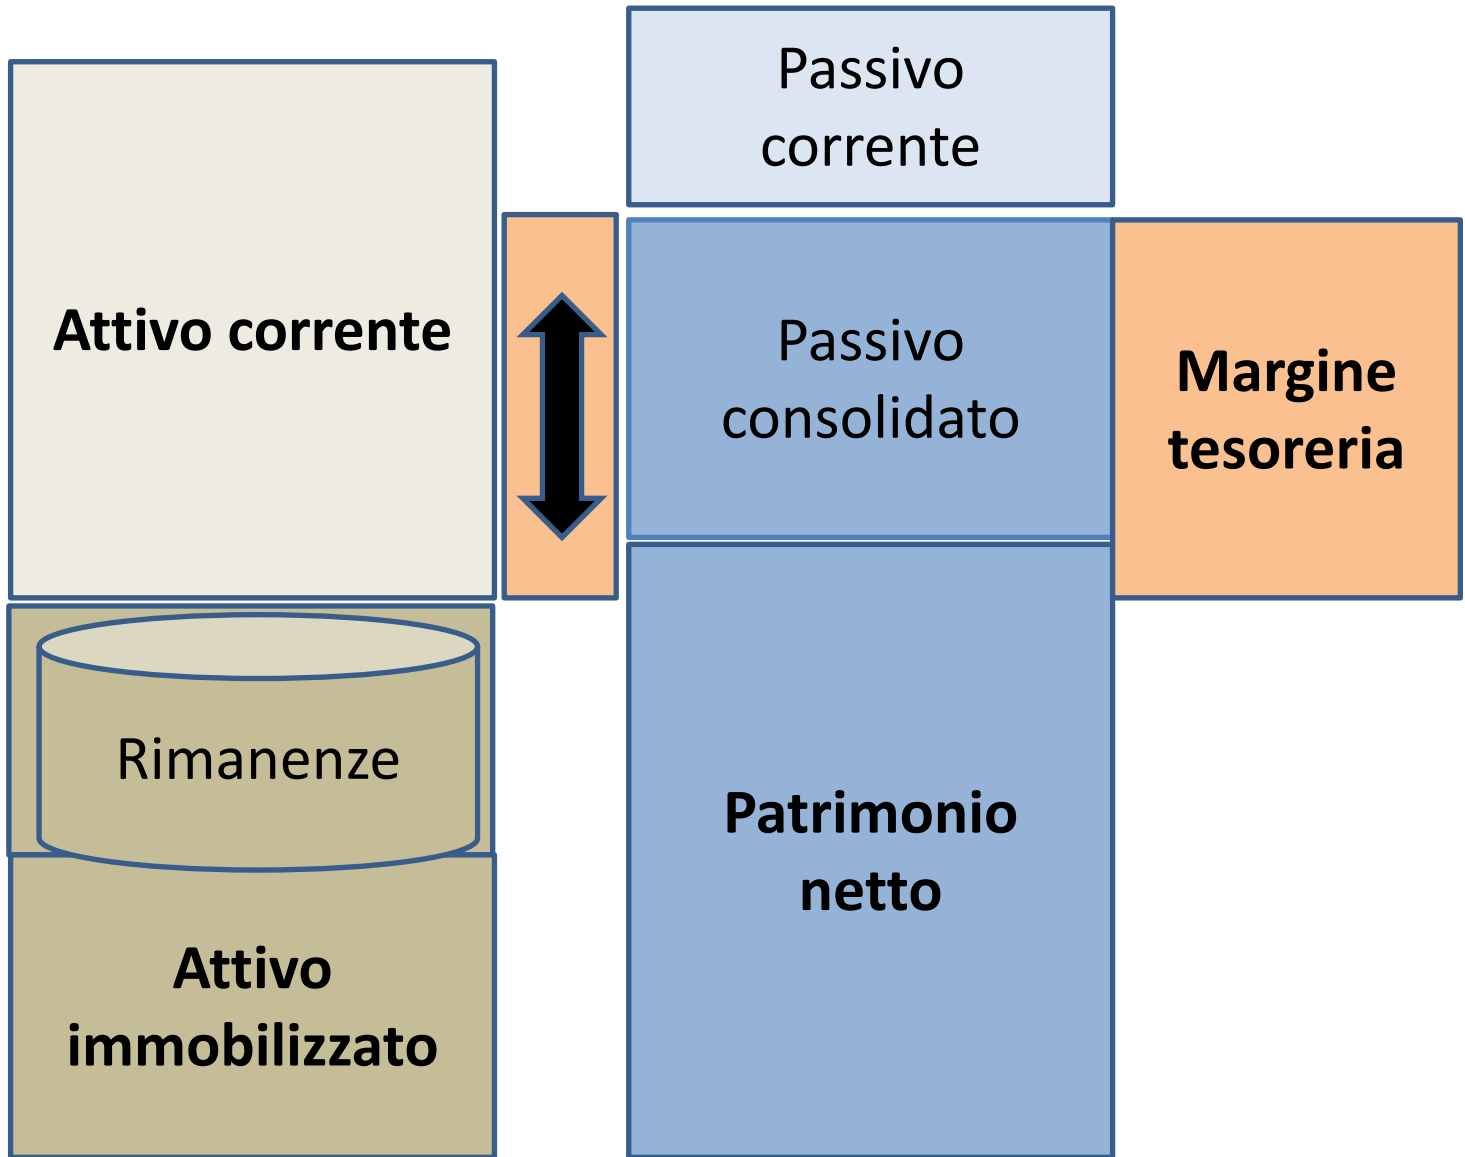 Passivo
corrente
Attivo corrente
Passivo
consolidato
Margine
tesoreria
Rimanenze
Patrimonio
netto
Attivo
immobilizzato